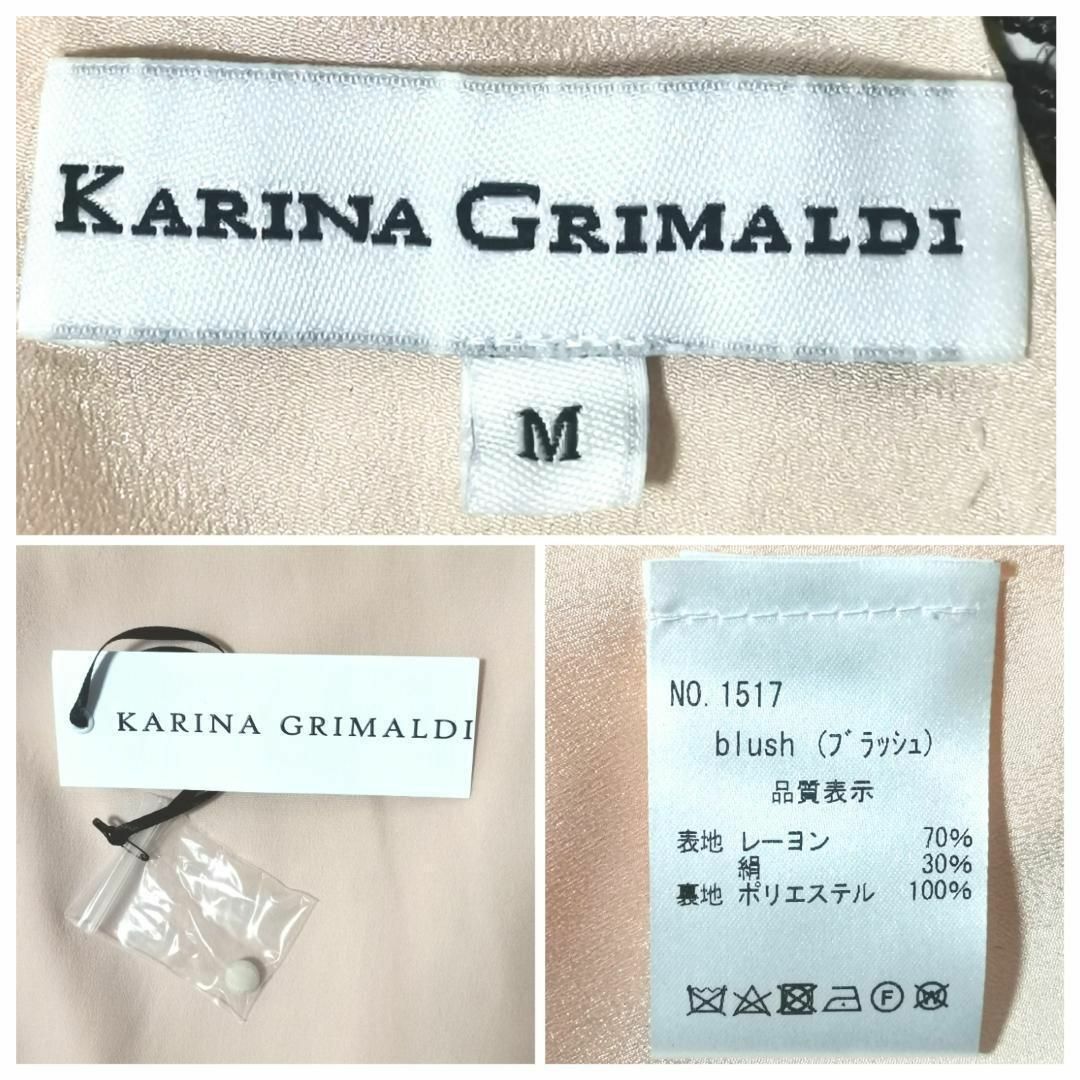 KARINA GRIMALDI
M
KARINA GRIMALDI
NO. 1517
blush (ブラッシュ)
品質表示
表地 レーヨン 70%
絹 30%
裏地 ポリエステル 100%
F
W